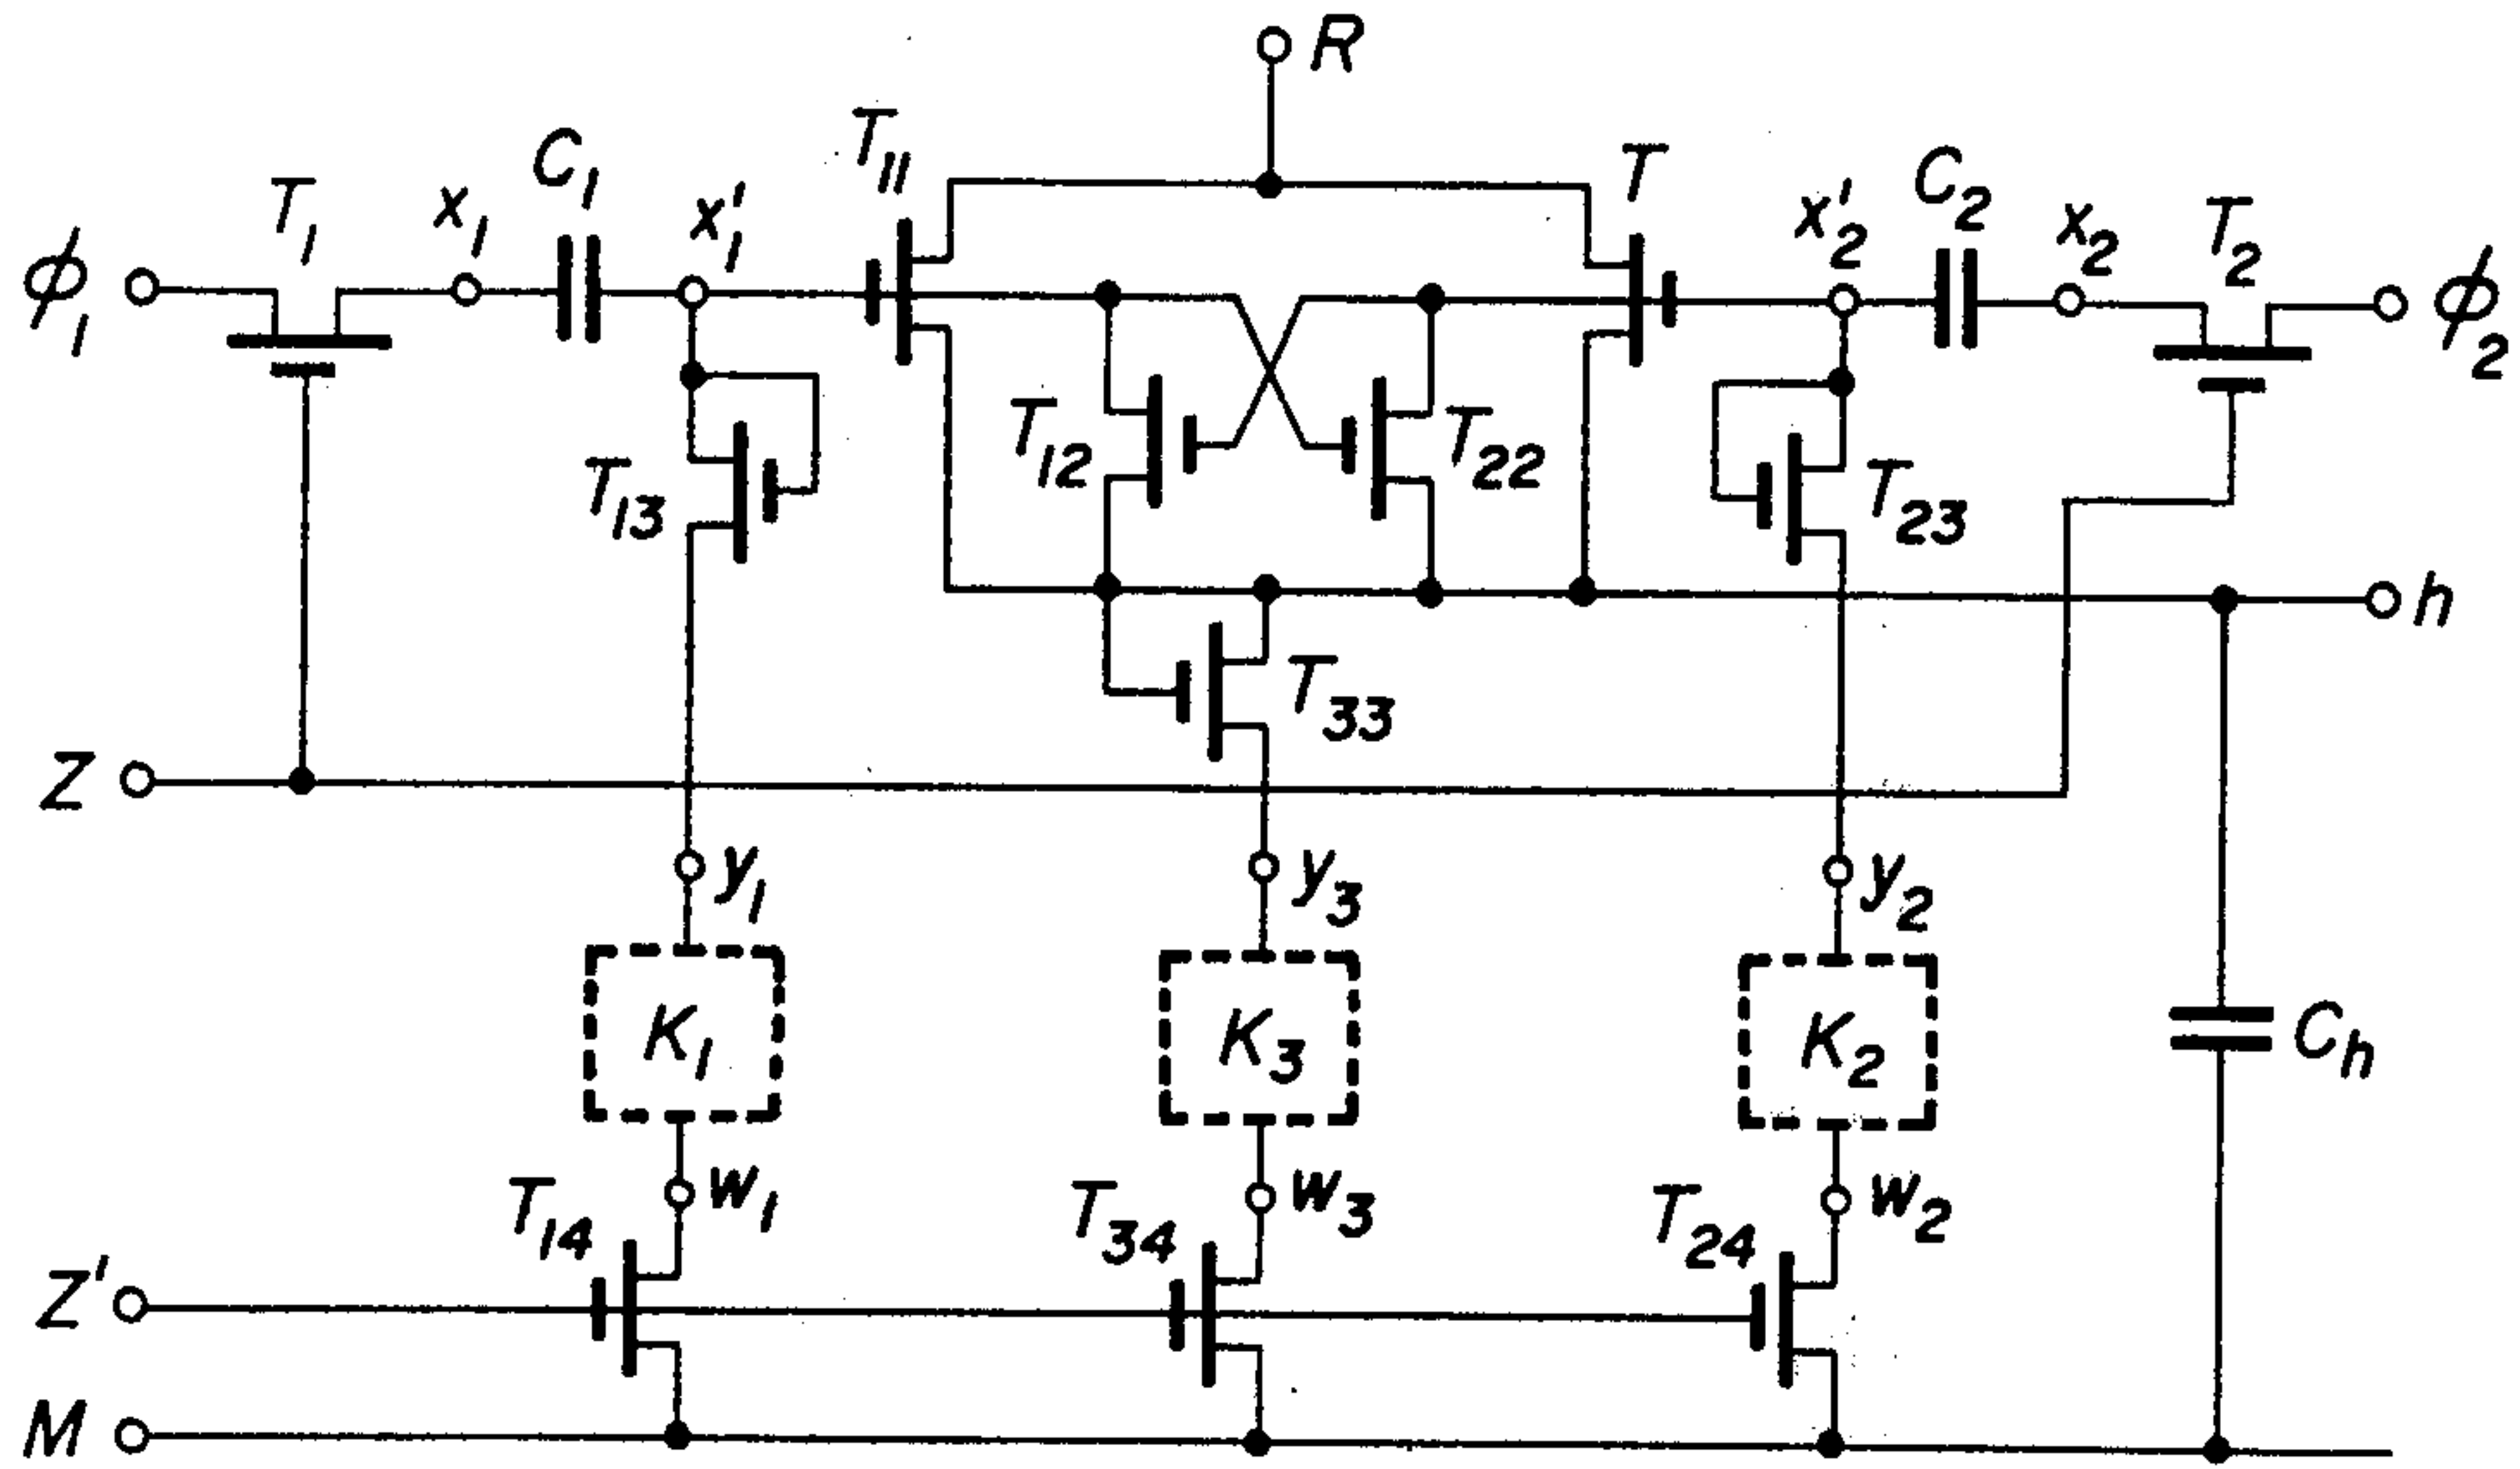 R
ϕ1
T1
x1
C1
x'1
T11
T
x'2
C2
x2
T2
ϕ2
T12
T22
T13
T23
h
T33
Z
y1
y3
y2
K1
K3
K2
Ch
w1
w3
w2
T14
T34
T24
Z'
M